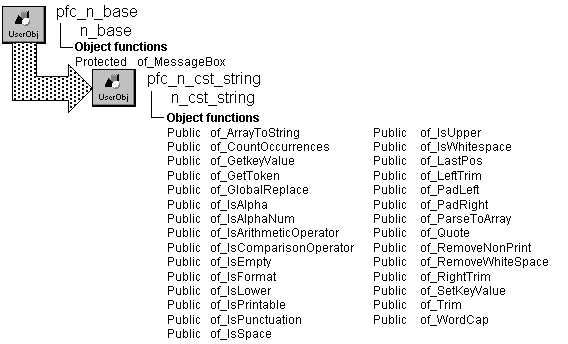 pfc_n_base
n_base
UserObj
Object functions
Protected of_MessageBox
pfc_n_cst_string
n_cst_string
UserObj
Object functions
Public of_ArrayToString Public of_IsUpper
Public of_CountOccurrences Public of_IsWhitespace
Public of_GetkeyValue Public of_LastPos
Public of_GetToken Public of_LeftTrim
Public of_GlobalReplace Public of_PadLeft
Public of_IsAlpha Public of_PadRight
Public of_IsAlphaNum Public of_ParseToArray
Public of_IsArithmeticOperator Public of_Quote
Public of_IsComparisonOperator Public of_RemoveNonPrint
Public of_IsEmpty Public of_RemoveWhiteSpace
Public of_IsFormat Public of_RightTrim
Public of_IsLower Public of_SetKeyValue
Public of_IsPrintable Public of_Trim
Public of_IsPunctuation Public of_WordCap
Public of_IsSpace